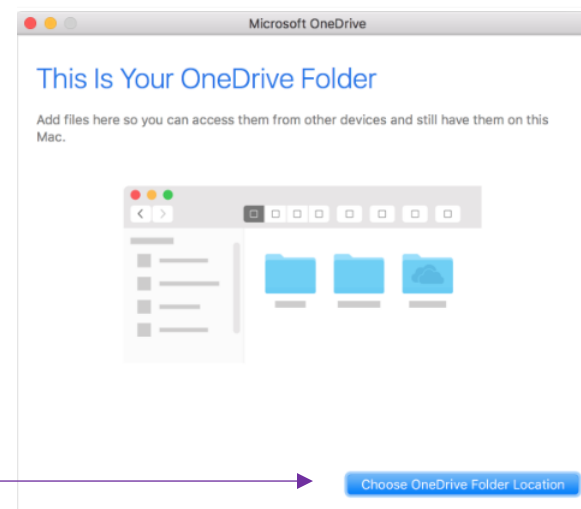 Microsoft OneDrive
This Is Your OneDrive Folder
Add files here so you can access them from other devices and still have them on this
Mac.
Choose OneDrive Folder Location